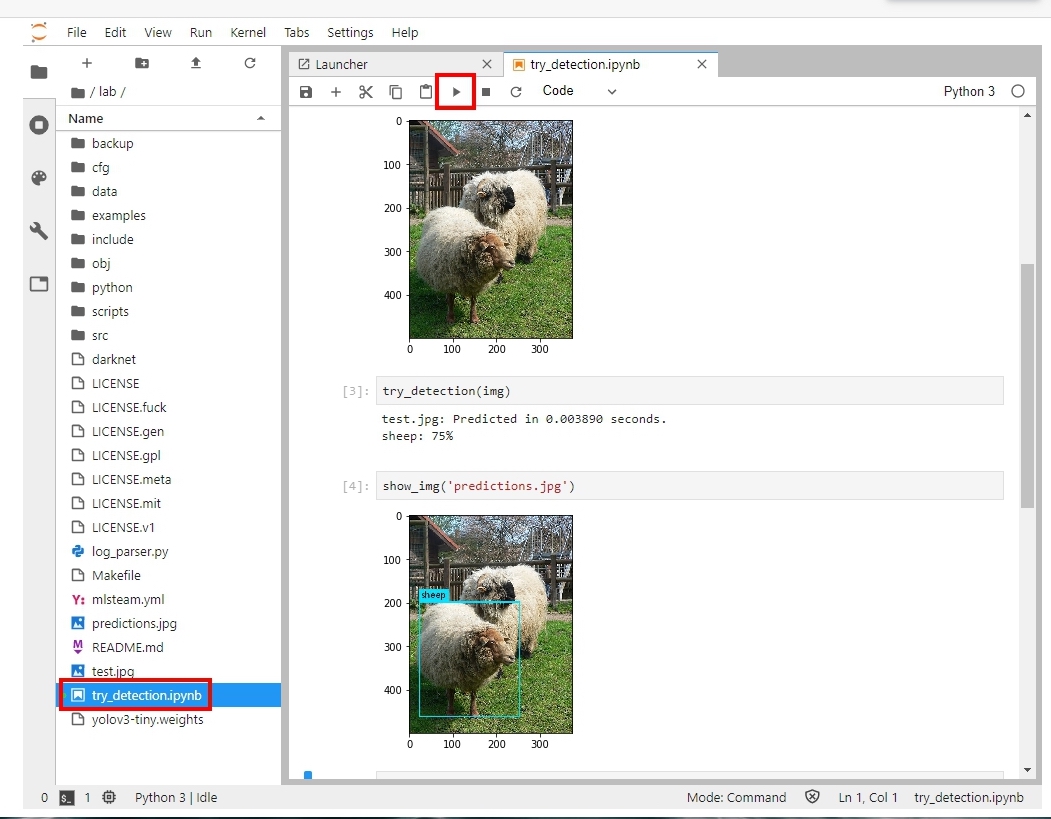 File Edit View Run Kernel Tabs Settings Help
Launcher
try_detection.ipynb
/ lab /
Code
Python 3
Name
backup
cfg
data
examples
include
obj
python
scripts
src
darknet
LICENSE
LICENSE.fuck
LICENSE.gen
LICENSE.gpl
LICENSE.meta
LICENSE.mit
LICENSE.v1
log_parser.py
Makefile
Y: mlsteam.yml
predictions.jpg
M README.md
test.jpg
try_detection.ipynb
yolov3-tiny.weights
0
100
200
300
400
0 100 200 300
[3]: try_detection(img)
test.jpg: Predicted in 0.003890 seconds.
sheep: 75%
[4]: show_img('predictions.jpg')
0
100
200
300
400
sheep
0 100 200 300
0 $_ 1 Python 3 | Idle
Mode: Command Ln 1, Col 1 try_detection.ipynb